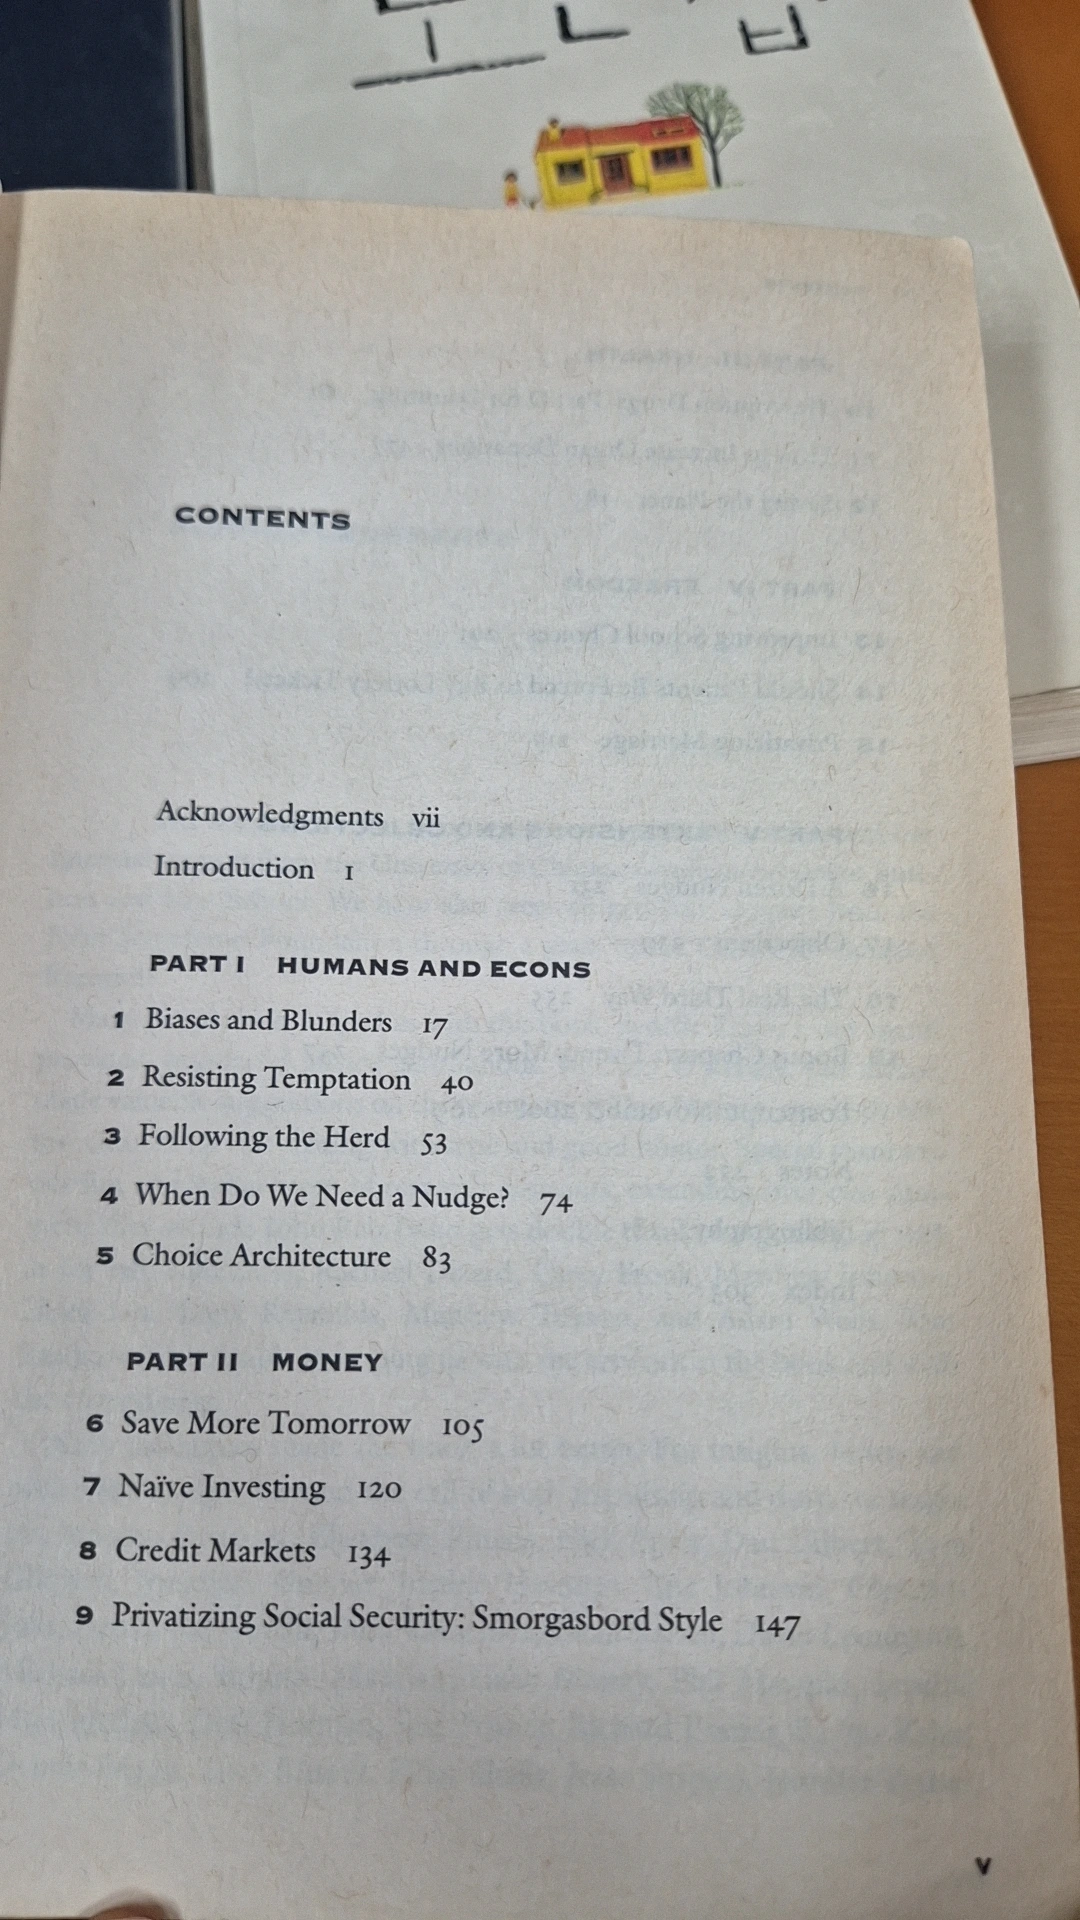 CONTENTS
Acknowledgments vii
Introduction 1
PART I HUMANS AND ECONS
1 Biases and Blunders 17
2 Resisting Temptation 40
3 Following the Herd 53
4 When Do We Need a Nudge? 74
5 Choice Architecture 83
PART II MONEY
6 Save More Tomorrow 105
7 Naïve Investing 120
8 Credit Markets 134
9 Privatizing Social Security: Smorgasbord Style 147
v